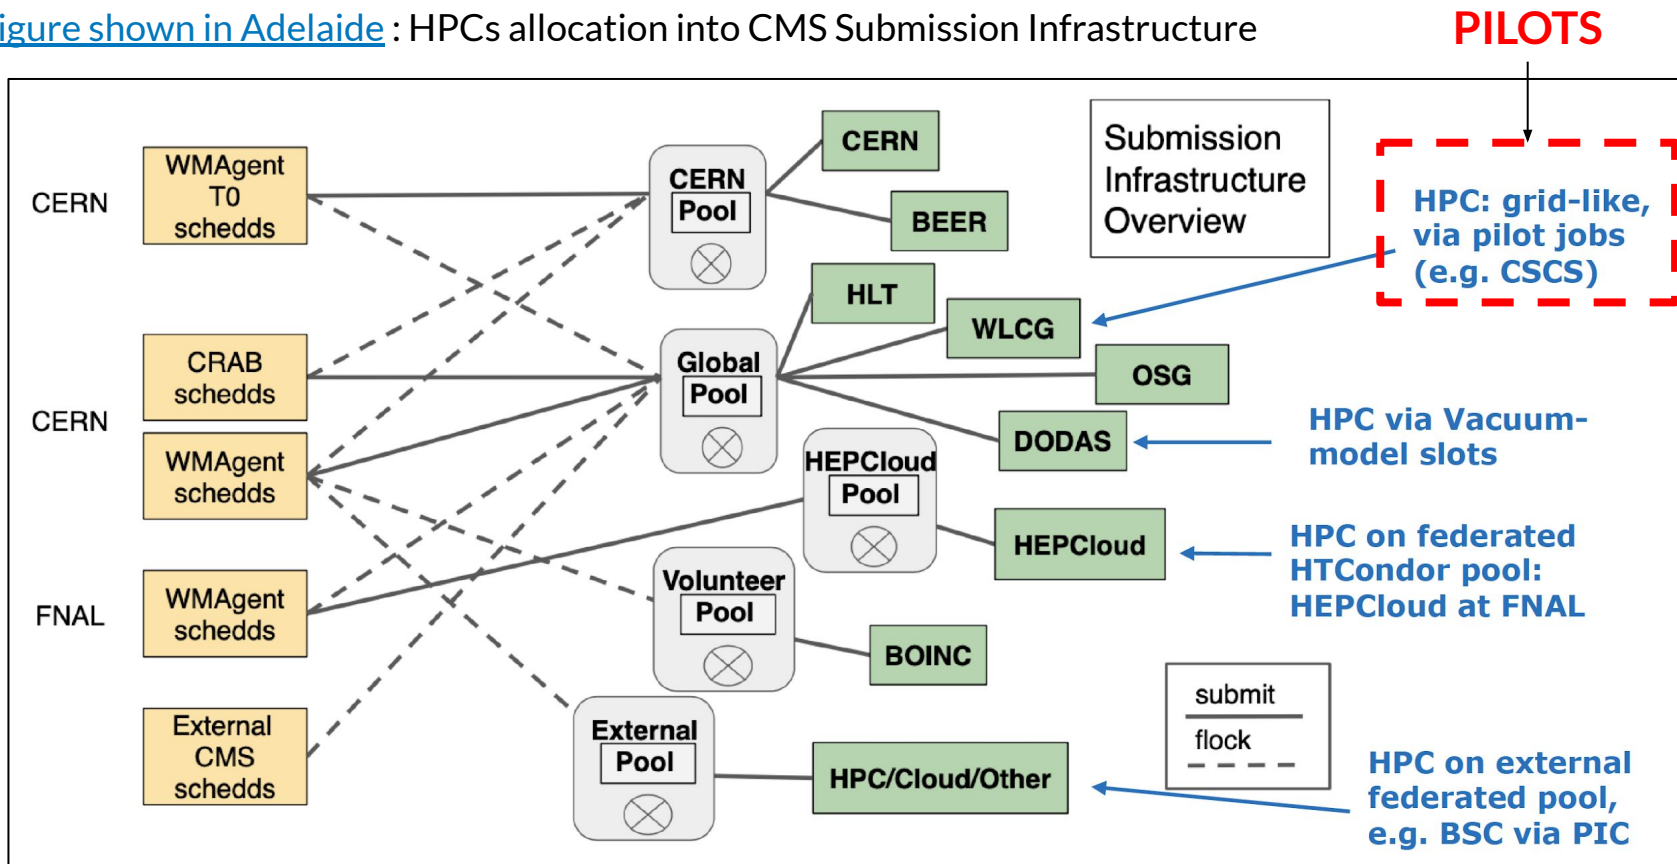 igure shown in Adelaide : HPCs allocation into CMS Submission Infrastructure
PILOTS
CERN
WMAgent
T0
schedds
CERN
Pool
CERN
BEER
Submission
Infrastructure
Overview
HPC: grid-like,
via pilot jobs
(e.g. CSCS)
CERN
CRAB
schedds
WMAgent
schedds
Global
Pool
HLT
WLCG
OSG
DODAS
HPC via Vacuum-
model slots
HEPCloud
Pool
HEPCloud
HPC on federated
HTCondor pool:
HEPCloud at FNAL
FNAL
WMAgent
schedds
Volunteer
Pool
BOINC
External
CMS
schedds
External
Pool
HPC/Cloud/Other
submit
flock
HPC on external
federated pool,
e.g. BSC via PIC